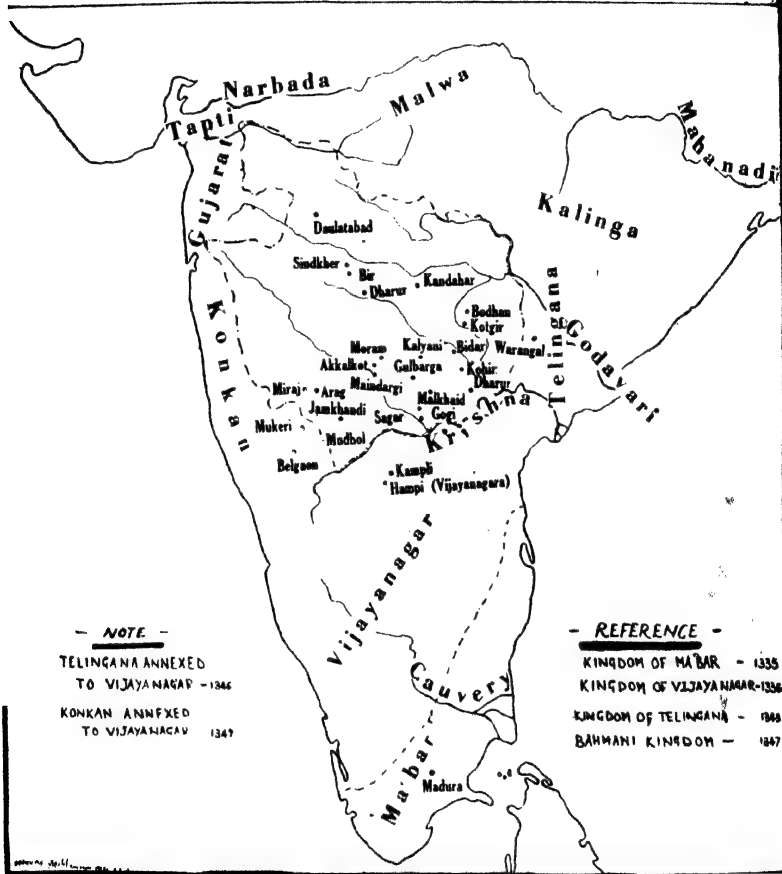 Narbada
Malwa
Tapti
Mahanadi
Gujarat
Kalinga
Daulatabad
Sindkher
Bir
Dharur
Kandahar
Telingana
Godavari
Konkan
Bodhan
Kotgir
Moram
Kalyani
Bidar
Warangal
Akkalkot
Gulbarga
Kohir
Maindargi
Dharur
Miraj
Arag
Malkhaid
Jamkhandi
Sagar
Gogi
Krishna
Mukeri
Mudhol
Belgaon
Kampli
Hampi (Vijayanagara)
Vijayanagar
Cauvery
Ma'bar
Madura
- NOTE -
TELINGANA ANNEXED
TO VIJAYANAGAR - 1346
KONKAN ANNEXED
TO VIJAYANAGAR
- REFERENCE -
KINGDOM OF MA'BAR - 1335
KINGDOM OF VIJAYANAGAR - 1336
KINGDOM OF TELINGANA -
BAHMANI KINGDOM - 1347